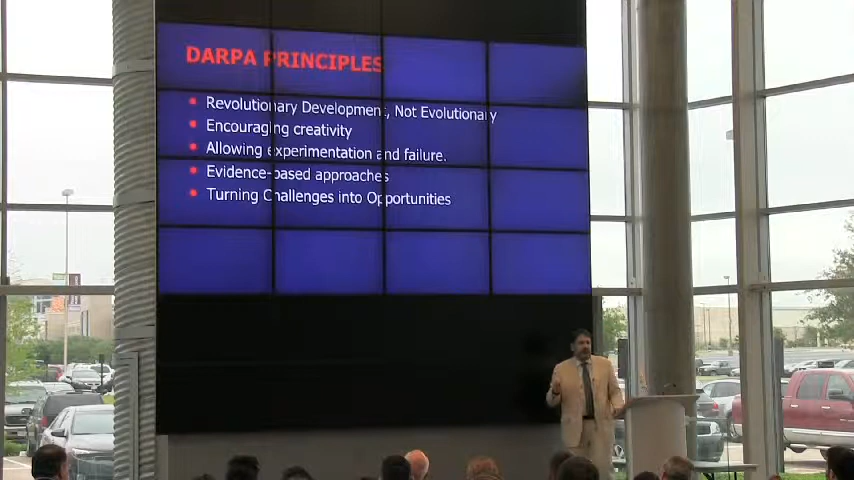 DARPA PRINCIPLES
Revolutionary Development, Not Evolutionary
Encouraging creativity
Allowing experimentation and failure.
Evidence-based approaches
Turning Challenges into Opportunities